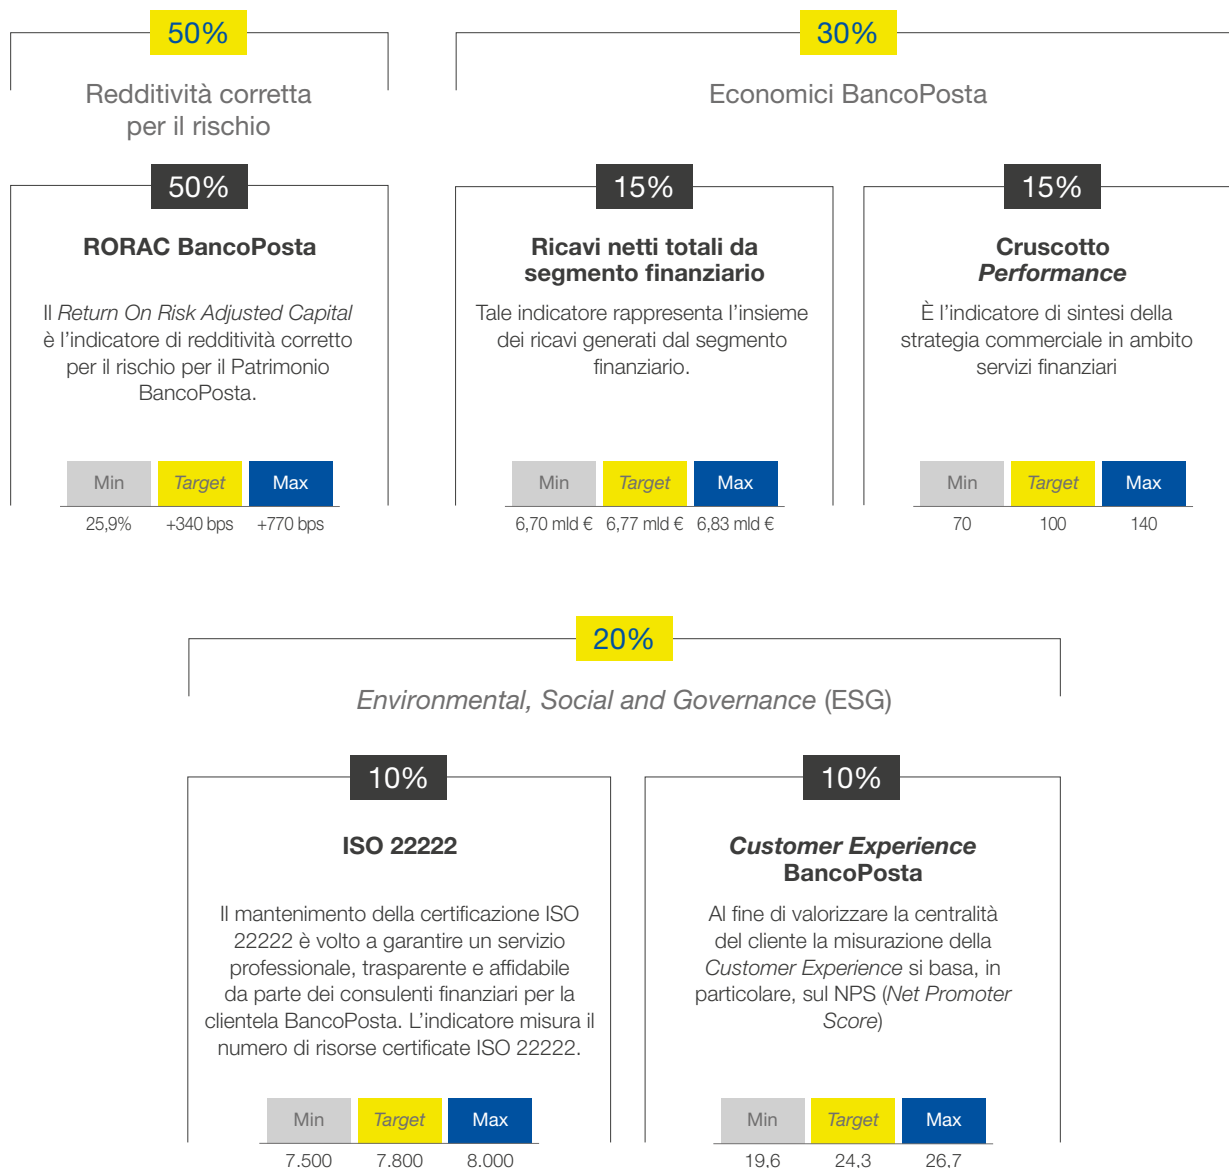 50%
Redditività corretta
per il rischio
50%
RORAC BancoPosta
Il Return On Risk Adjusted Capital
è l’indicatore di redditività corretto
per il rischio per il Patrimonio
BancoPosta.
Min Target Max
25,9% +340 bps +770 bps
30%
Economici BancoPosta
15%
Ricavi netti totali da
segmento finanziario
Tale indicatore rappresenta l’insieme
dei ricavi generati dal segmento
finanziario.
Min Target Max
6,70 mld € 6,77 mld € 6,83 mld €
15%
Cruscotto
Performance
È l’indicatore di sintesi della
strategia commerciale in ambito
servizi finanziari
Min Target Max
70 100 140
20%
Environmental, Social and Governance (ESG)
10%
ISO 22222
Il mantenimento della certificazione ISO
22222 è volto a garantire un servizio
professionale, trasparente e affidabile
da parte dei consulenti finanziari per la
clientela BancoPosta. L’indicatore misura il
numero di risorse certificate ISO 22222.
Min Target Max
7.500 7.800 8.000
10%
Customer Experience
BancoPosta
Al fine di valorizzare la centralità
del cliente la misurazione della
Customer Experience si basa, in
particolare, sul NPS (Net Promoter
Score)
Min Target Max
19,6 24,3 26,7